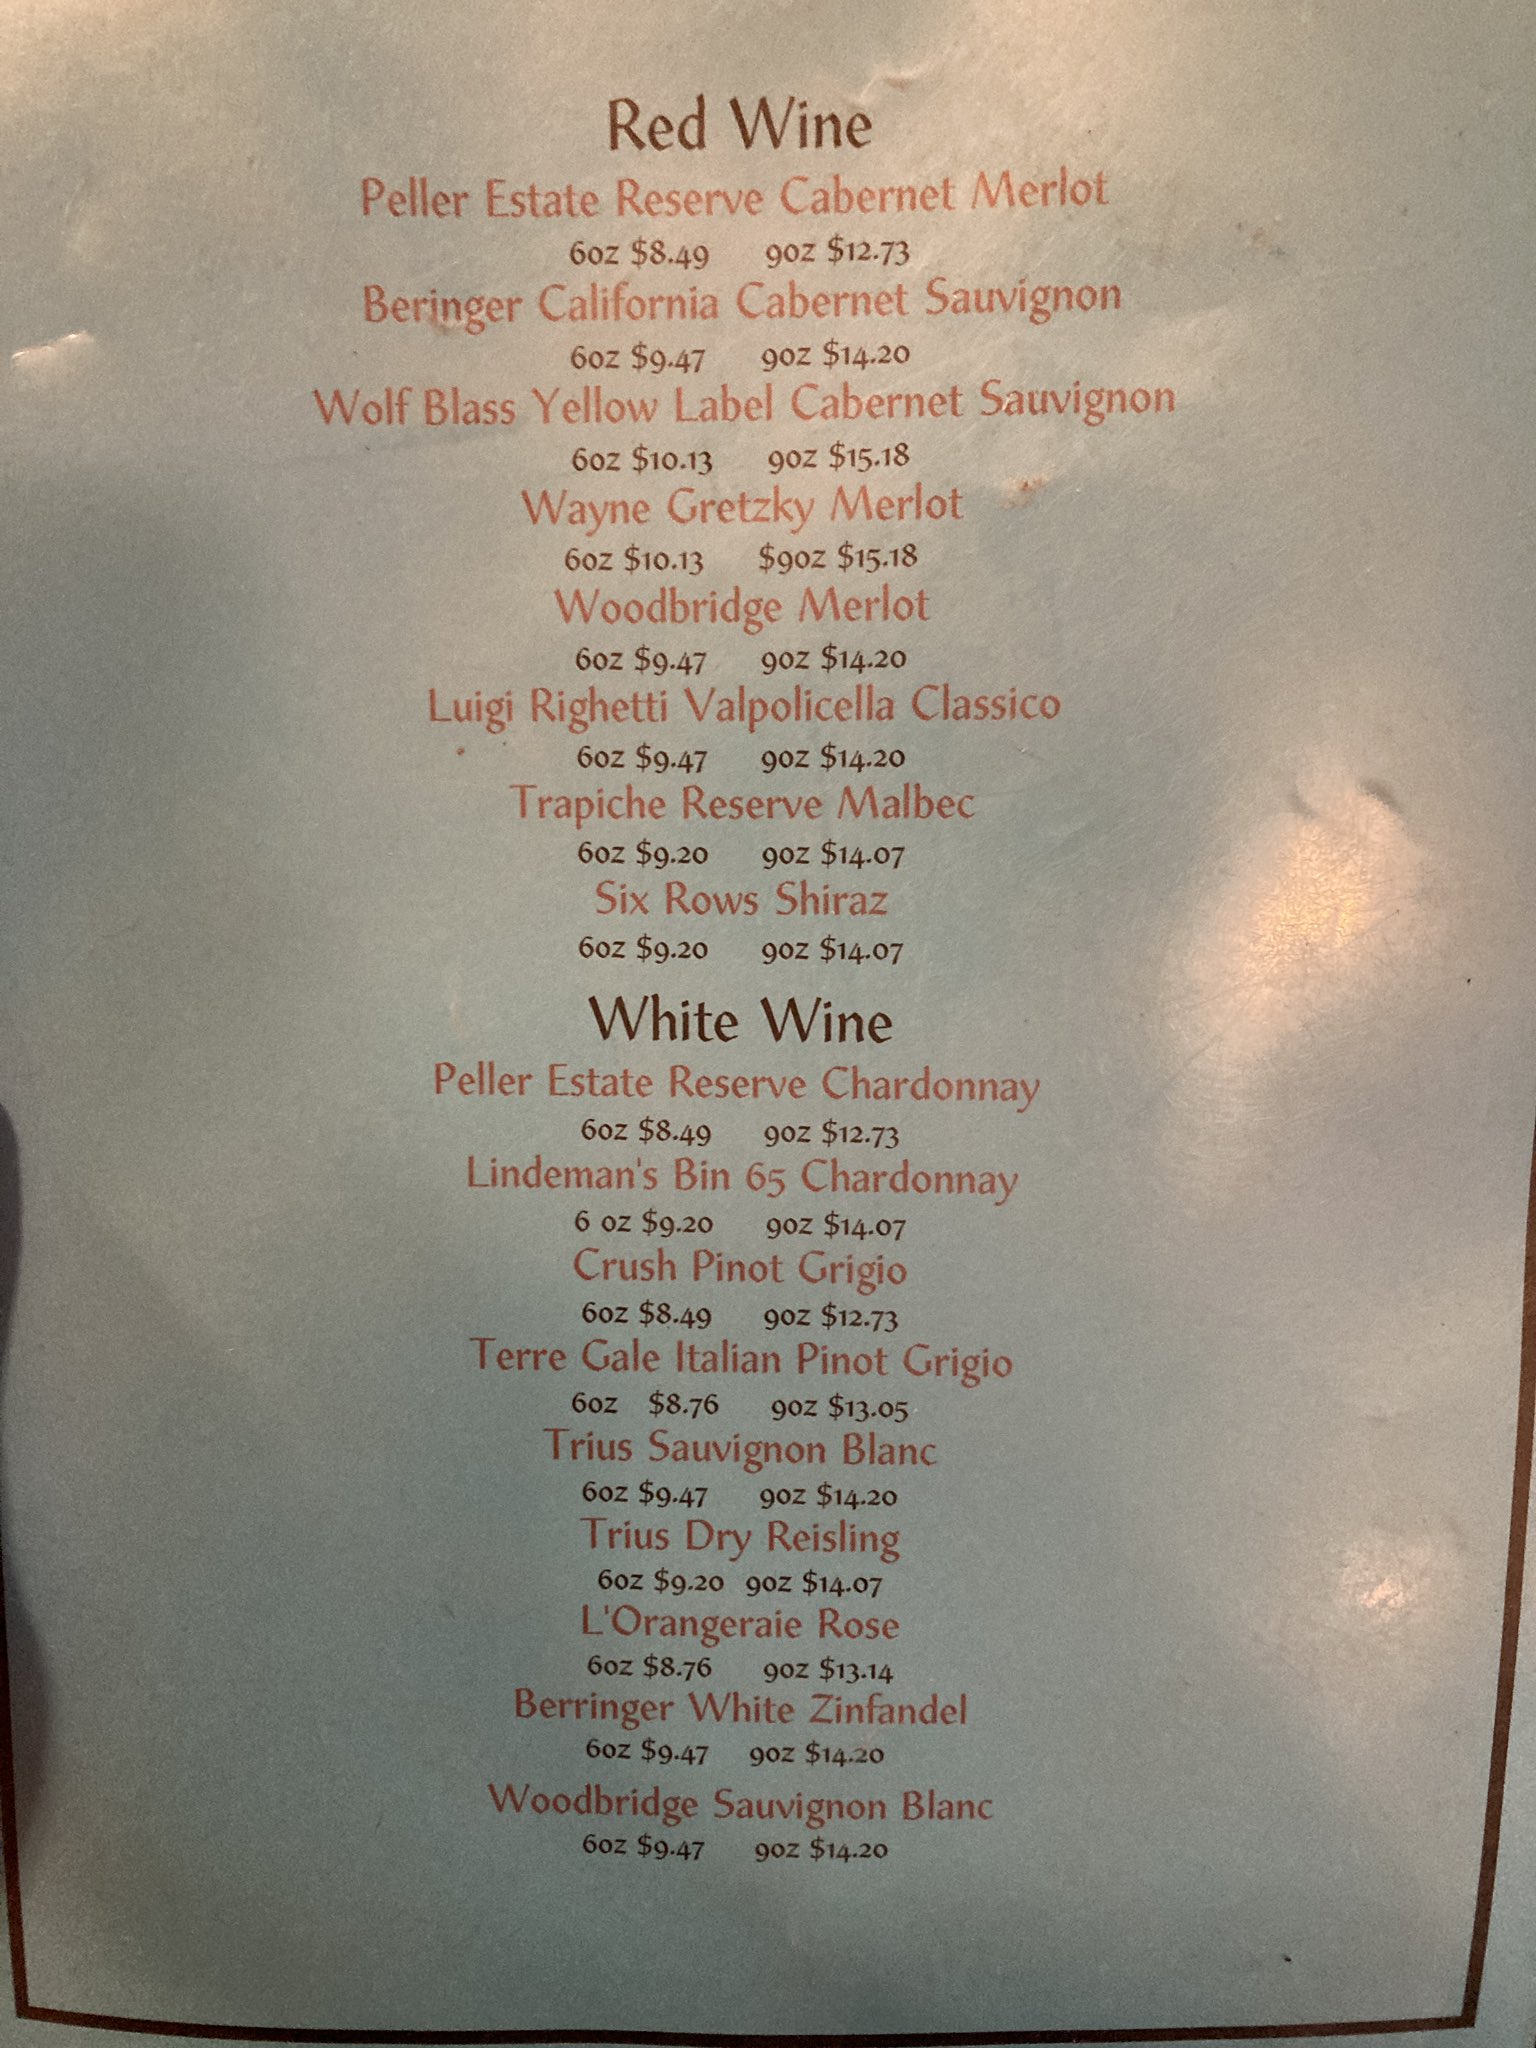 Red Wine
Peller Estate Reserve Cabernet Merlot
6oz $8.49 9oz $12.73
Beringer California Cabernet Sauvignon
6oz $9.47 9oz $14.20
Wolf Blass Yellow Label Cabernet Sauvignon
6oz $10.13 9oz $15.18
Wayne Gretzky Merlot
6oz $10.13 $9oz $15.18
Woodbridge Merlot
6oz $9.47 9oz $14.20
Luigi Righetti Valpolicella Classico
6oz $9.47 9oz $14.20
Trapiche Reserve Malbec
6oz $9.20 9oz $14.07
Six Rows Shiraz
6oz $9.20 9oz $14.07
White Wine
Peller Estate Reserve Chardonnay
6oz $8.49 9oz $12.73
Lindeman's Bin 65 Chardonnay
6 oz $9.20 9oz $14.07
Crush Pinot Grigio
6oz $8.49 9oz $12.73
Terre Gale Italian Pinot Grigio
6oz $8.76 9oz $13.05
Trius Sauvignon Blanc
6oz $9.47 9oz $14.20
Trius Dry Reisling
6oz $9.20 9oz $14.07
L'Orangeraie Rose
6oz $8.76 9oz $13.14
Berringer White Zinfandel
6oz $9.47 9oz $14.20
Woodbridge Sauvignon Blanc
6oz $9.47 9oz $14.20